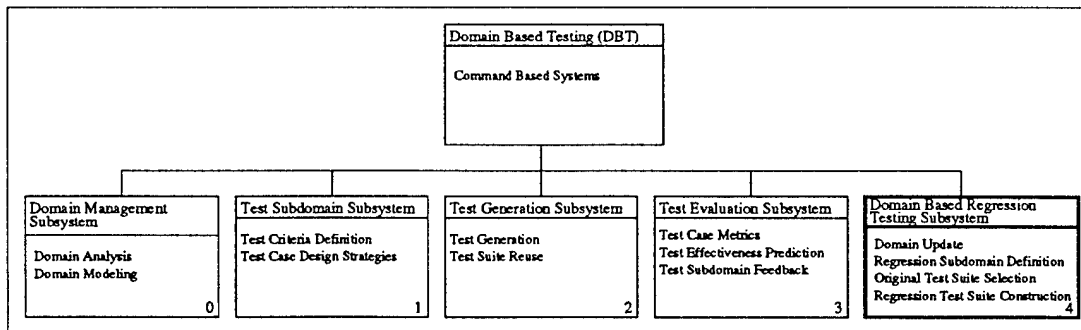 Domain Based Testing (DBT)
Command Based Systems
Domain Management
Subsystem
Domain Analysis
Domain Modeling
0
Test Subdomain Subsystem
Test Criteria Definition
Test Case Design Strategies
1
Test Generation Subsystem
Test Generation
Test Suite Reuse
2
Test Evaluation Subsystem
Test Case Metrics
Test Effectiveness Prediction
Test Subdomain Feedback
3
Domain Based Regression
Testing Subsystem
Domain Update
Regression Subdomain Definition
Original Test Suite Selection
Regression Test Suite Construction
4